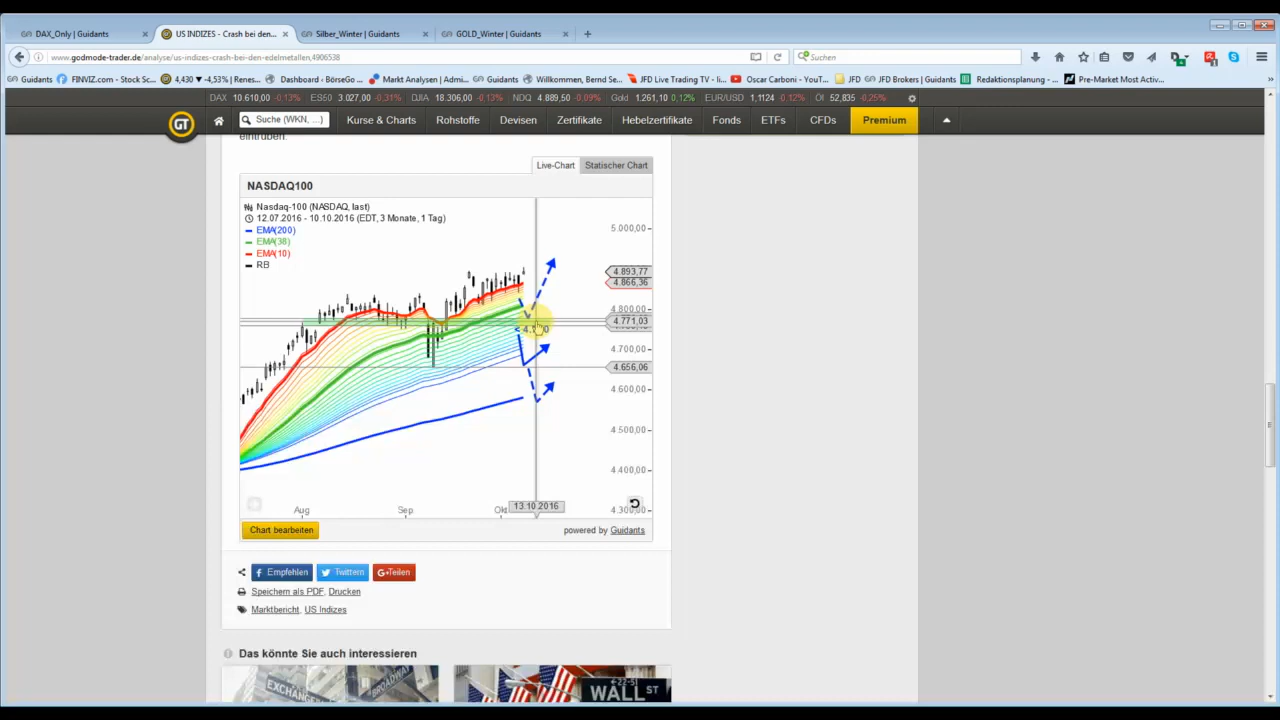 DAX_Only | Guidants
US INDIZES - Crash bei den...
Silber_Winter | Guidants
GOLD_Winter | Guidants
www.godmode-trader.de/analyse/us-indizes-crash-bei-den-edelmetallen,4906538
Suchen
Guidants
FINVIZ.com - Stock Sc...
4,430 ▼ -4,53% | Renes...
Dashboard - BörseGo ...
Markt Analysen | Admi...
Guidants
Willkommen, Bernd Se...
JFD Live Trading TV - li...
Oscar Carboni - YouT...
JFD
JFD Brokers | Guidants
Redaktionsplanung - ...
Pre-Market Most Activ...
DAX 10.610,00 -0,13% ES50 3.027,00 -0,31% DJIA 18.306,00 -0,13% NDQ 4.889,50 -0,09% Gold 1.261,10 0,12% EUR/USD 1,1124 -0,12% Öl 52,835 -0,25%
GT
Suche (WKN, ...)
Kurse & Charts
Rohstoffe
Devisen
Zertifikate
Hebelzertifikate
Fonds
ETFs
CFDs
Premium
eintrüben.
Live-Chart
Statischer Chart
NASDAQ100
Nasdaq-100 (NASDAQ, last)
12.07.2016 - 10.10.2016 (EDT, 3 Monate, 1 Tag)
EMA(200)
EMA(38)
EMA(10)
RB
5.000,00
4.893,77
4.866,36
4.800,00
4.771,03
4.700,00
4.656,06
4.600,00
4.500,00
4.400,00
4.300,00
Aug
Sep
Okt
13.10.2016
Chart bearbeiten
powered by Guidants
Empfehlen
Twittern
G+ Teilen
Speichern als PDF, Drucken
Marktbericht, US Indizes
Das könnte Sie auch interessieren
EXCHANGE
BROADWAY
WALL ST